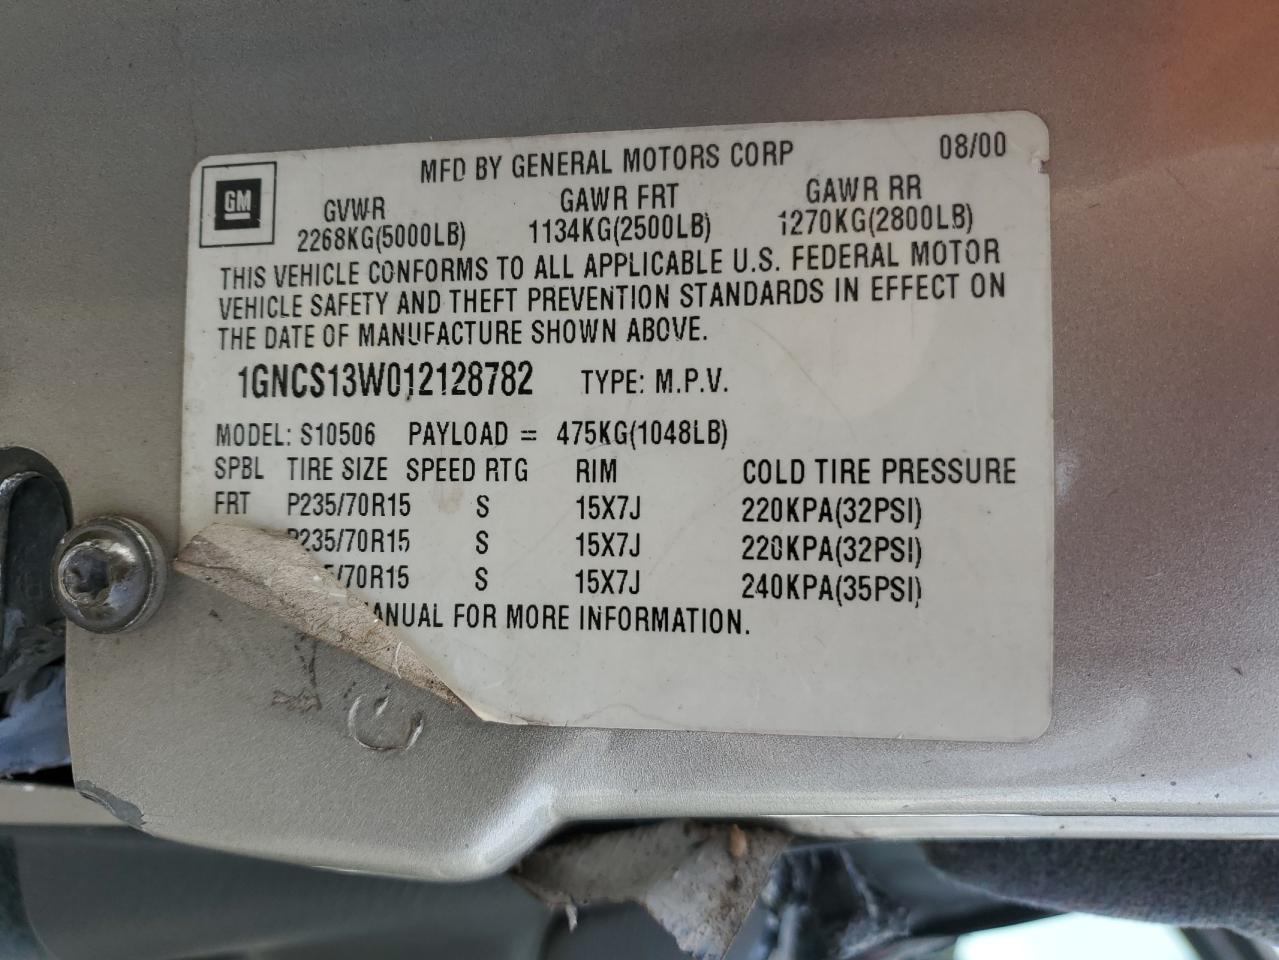 MFD BY GENERAL MOTORS CORP 08/00
GM
GVWR GAWR FRT GAWR RR
2268KG(5000LB) 1134KG(2500LB) 1270KG(2800LB)
THIS VEHICLE CONFORMS TO ALL APPLICABLE U.S. FEDERAL MOTOR
VEHICLE SAFETY AND THEFT PREVENTION STANDARDS IN EFFECT ON
THE DATE OF MANUFACTURE SHOWN ABOVE.
1GNCS13W012128782 TYPE: M.P.V.
MODEL: S10506 PAYLOAD = 475KG(1048LB)
SPBL TIRE SIZE SPEED RTG RIM COLD TIRE PRESSURE
FRT P235/70R15 S 15X7J 220KPA(32PSI)
P235/70R15 S 15X7J 220KPA(32PSI)
/70R15 S 15X7J 240KPA(35PSI)
ANUAL FOR MORE INFORMATION.